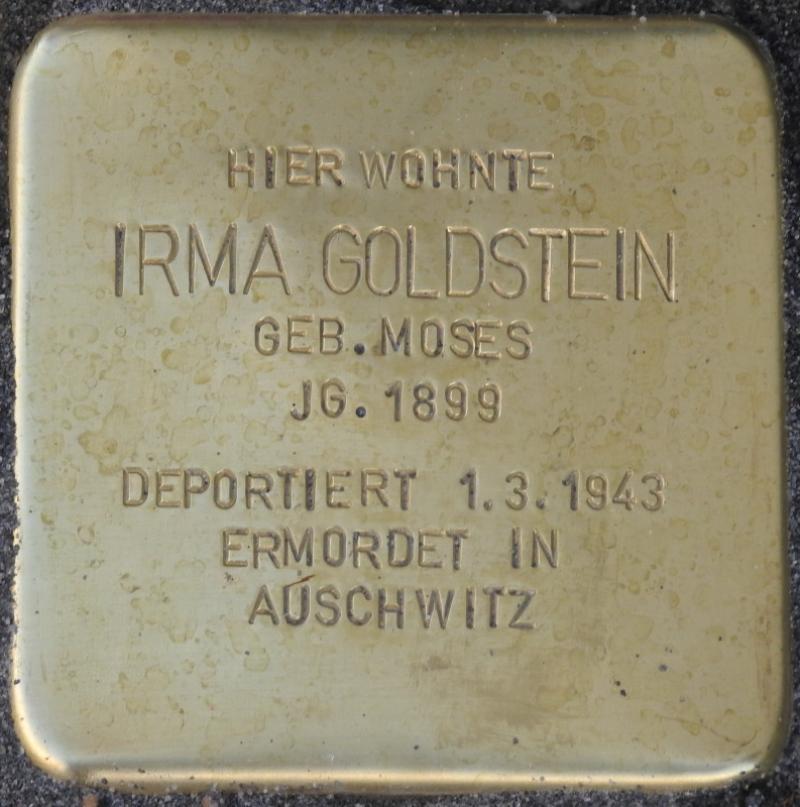 HIER WOHNTE
IRMA GOLDSTEIN
GEB. MOSES
JG. 1899
DEPORTIERT 1.3.1943
ERMORDET IN
AUSCHWITZ